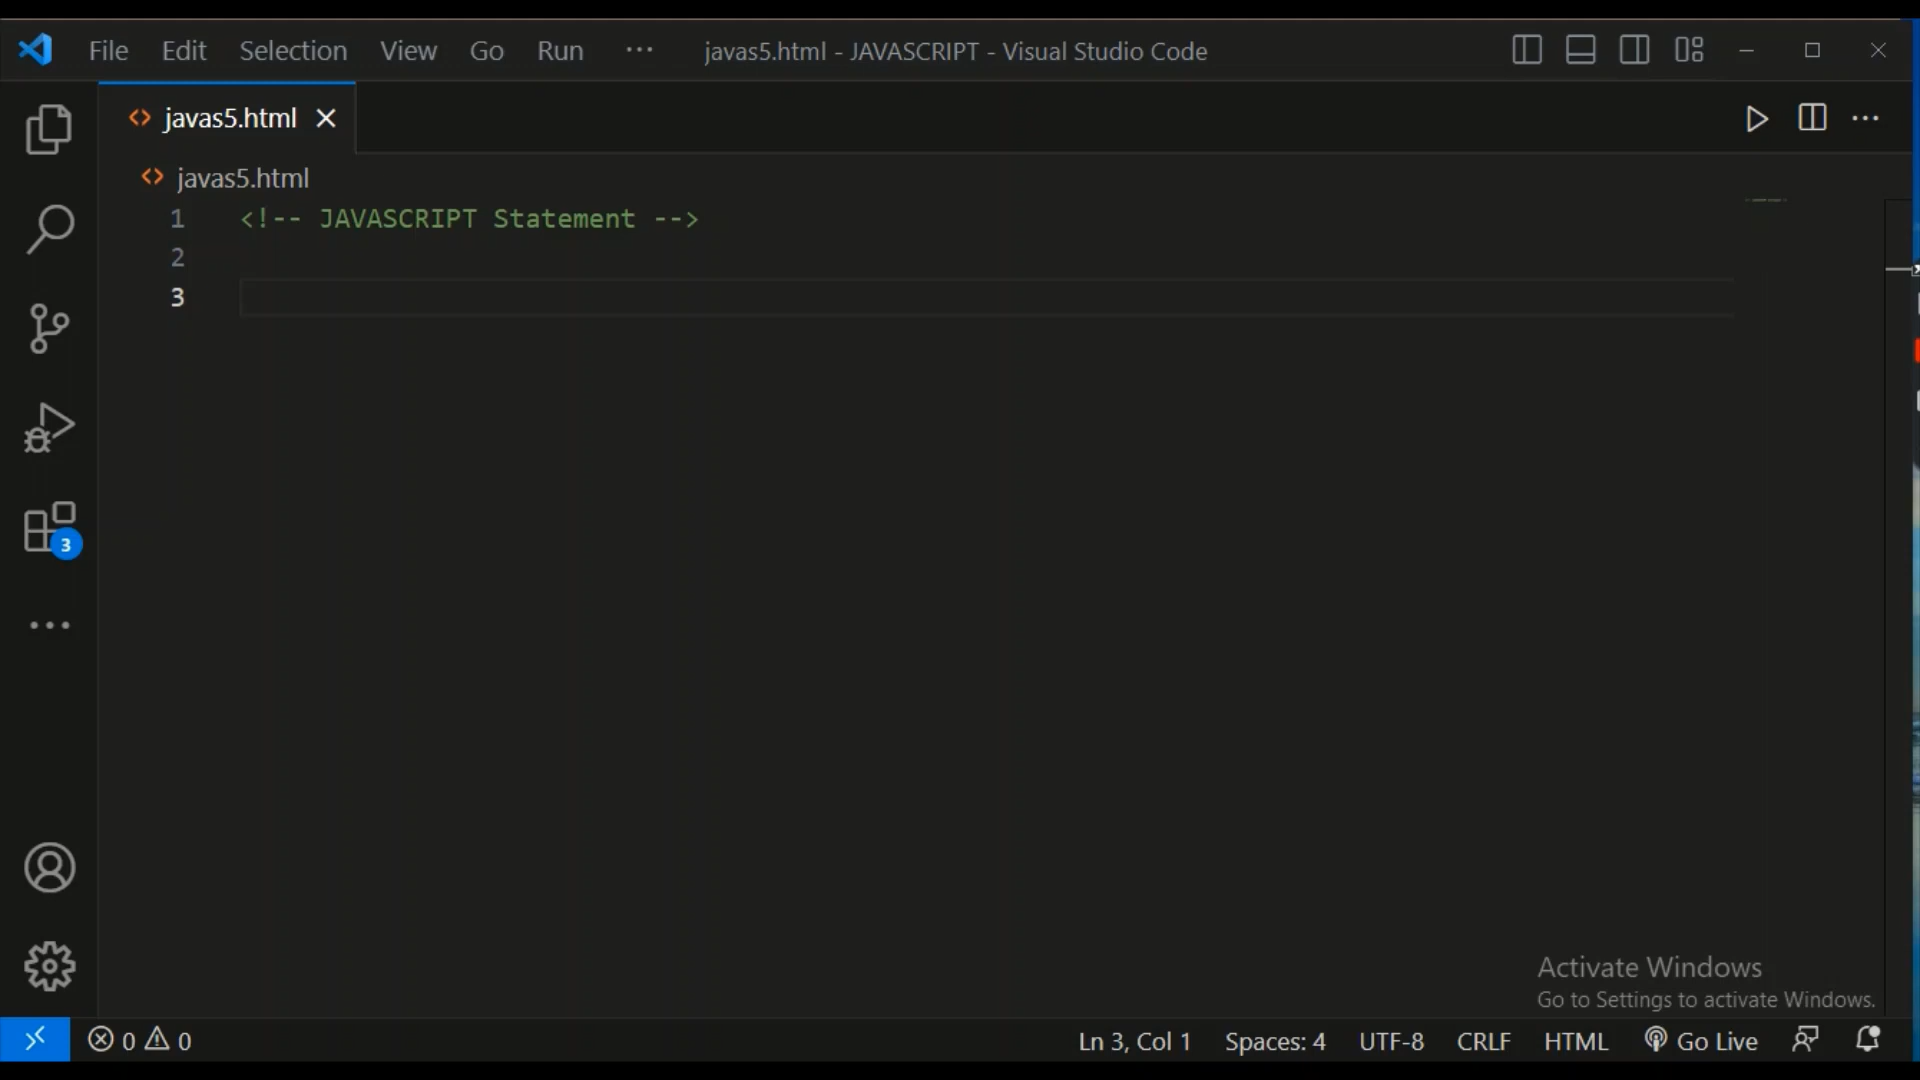 File Edit Selection View Go Run ··· javas5.html - JAVASCRIPT - Visual Studio Code
javas5.html
javas5.html
1 <!-- JAVASCRIPT Statement -->
2
3
3
Activate Windows
Go to Settings to activate Windows.
0 0 Ln 3, Col 1 Spaces: 4 UTF-8 CRLF HTML Go Live